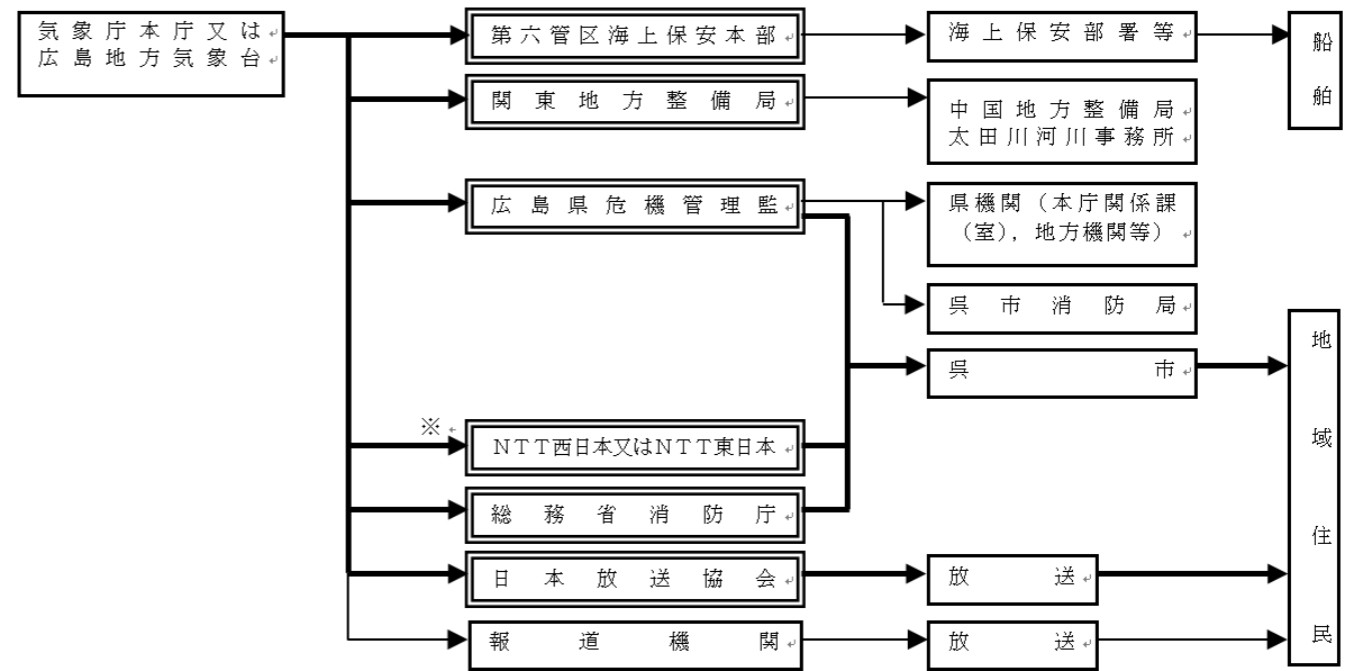 気象庁本庁又は
広島地方気象台
第六管区海上保安本部
海上保安部署等
船舶
関東地方整備局
中国地方整備局
太田川河川事務所
広島県危機管理監
県機関（本庁関係課
（室），地方機関等）
呉市消防局
呉市
地域住民
※
ＮＴＴ西日本又はＮＴＴ東日本
総務省消防庁
日本放送協会
放送
報道機関
放送